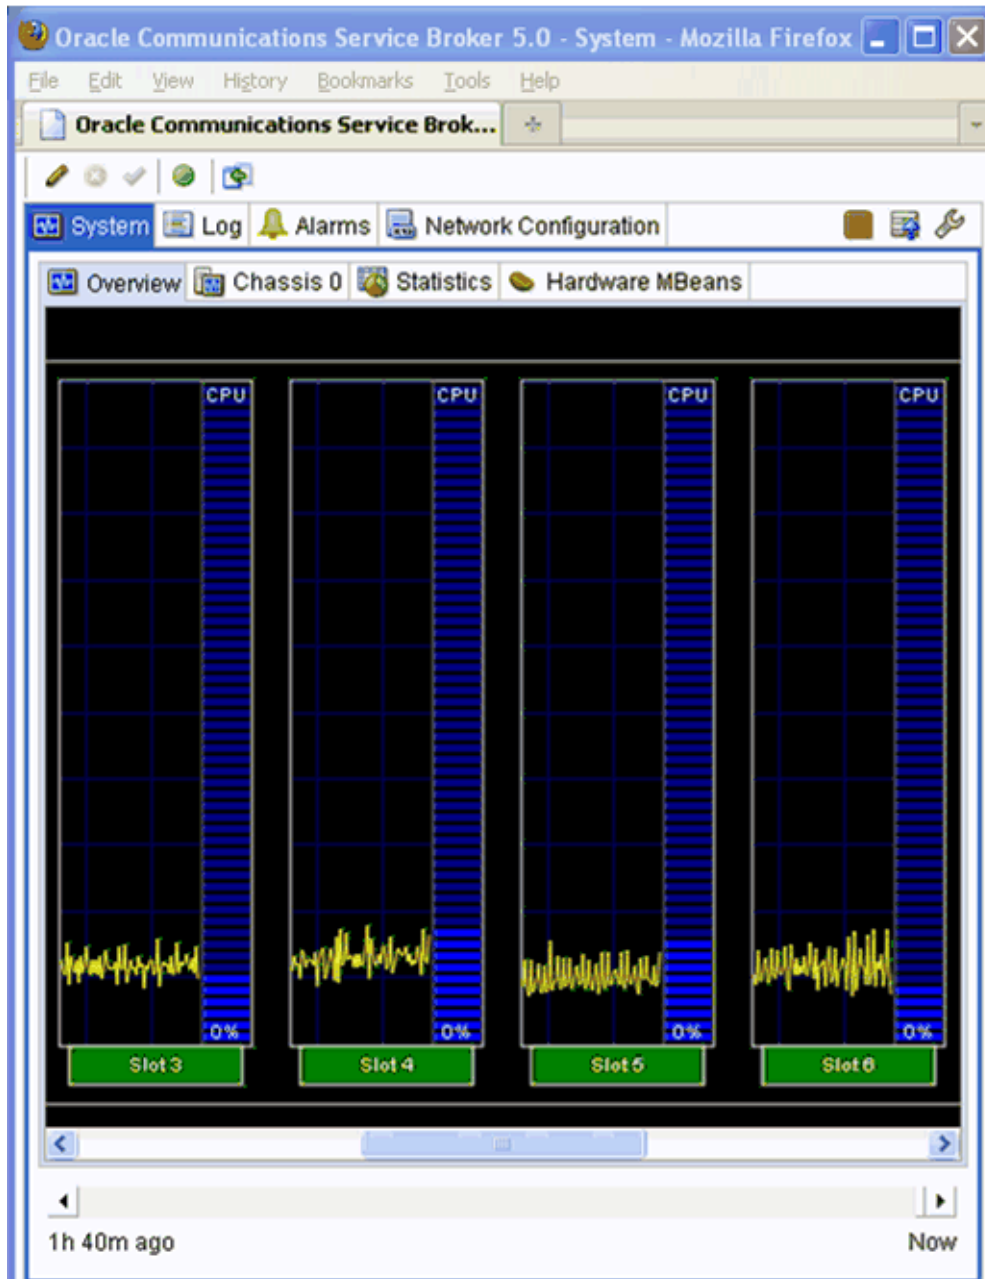 Oracle Communications Service Broker 5.0 - System - Mozilla Firefox
File Edit View History Bookmarks Tools Help
Oracle Communications Service Brok...
System Log Alarms Network Configuration
Overview Chassis 0 Statistics Hardware MBeans
CPU CPU CPU CPU
0% 0% 0% 0%
Slot 3 Slot 4 Slot 5 Slot 6
1h 40m ago Now